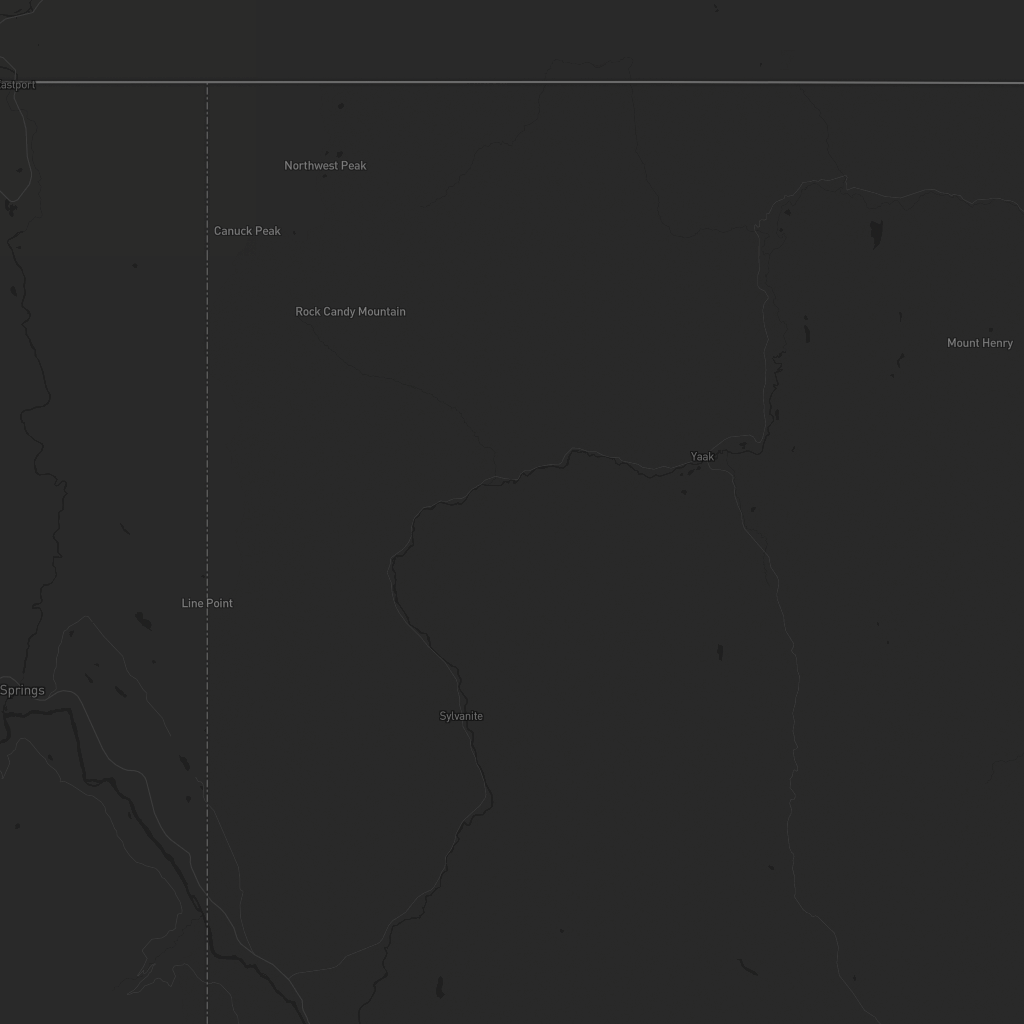 Eastport
Northwest Peak
Canuck Peak
Rock Candy Mountain
Mount Henry
Yaak
Line Point
Springs
Sylvanite